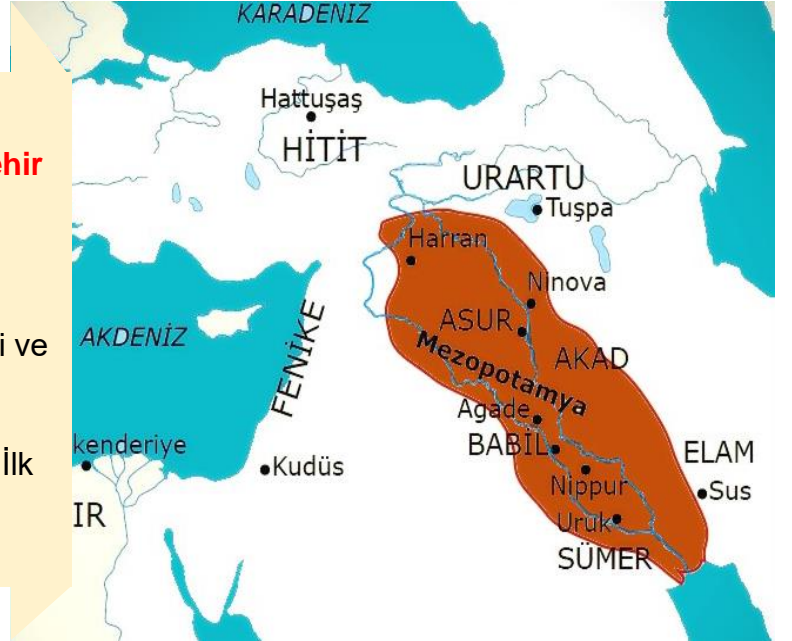 KARADENİZ
Hattuşaş
HİTİT
ehir
URARTU
Tuşpa
Harran
Ninova
FENİKE
AKDENİZ
ASUR
i ve
Mezopotamya
AKAD
Agade
kenderiye
BABİL
ELAM
İlk
Kudüs
Nippur
Sus
IR
Uruk
SÜMER